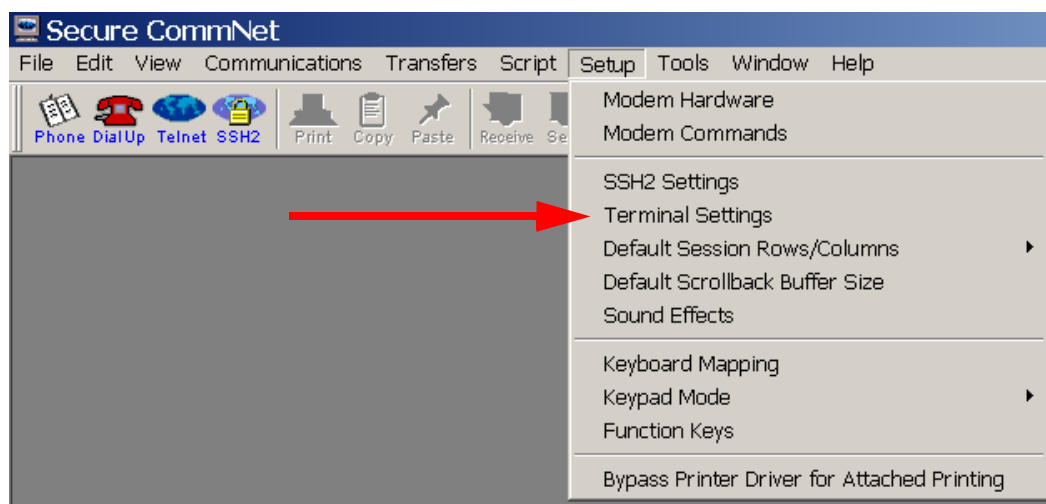 Secure CommNet
File Edit View Communications Transfers Script Setup Tools Window Help
Phone DialUp Telnet SSH2 Print Copy Paste Receive Se
Modem Hardware
Modem Commands
SSH2 Settings
Terminal Settings
Default Session Rows/Columns
Default Scrollback Buffer Size
Sound Effects
Keyboard Mapping
Keypad Mode
Function Keys
Bypass Printer Driver for Attached Printing